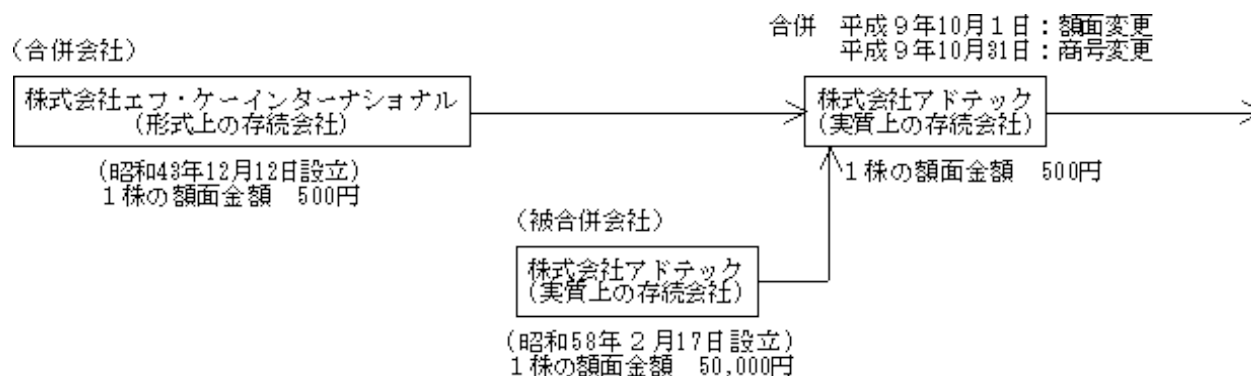 合併　平成９年10月１日：額面変更
平成９年10月31日：商号変更
（合併会社）
株式会社エフ・ケーインターナショナル
（形式上の存続会社）
株式会社アドテック
（実質上の存続会社）
（昭和43年12月12日設立）
１株の額面金額　500円
１株の額面金額　500円
（被合併会社）
株式会社アドテック
（実質上の存続会社）
（昭和58年２月17日設立）
１株の額面金額　50,000円